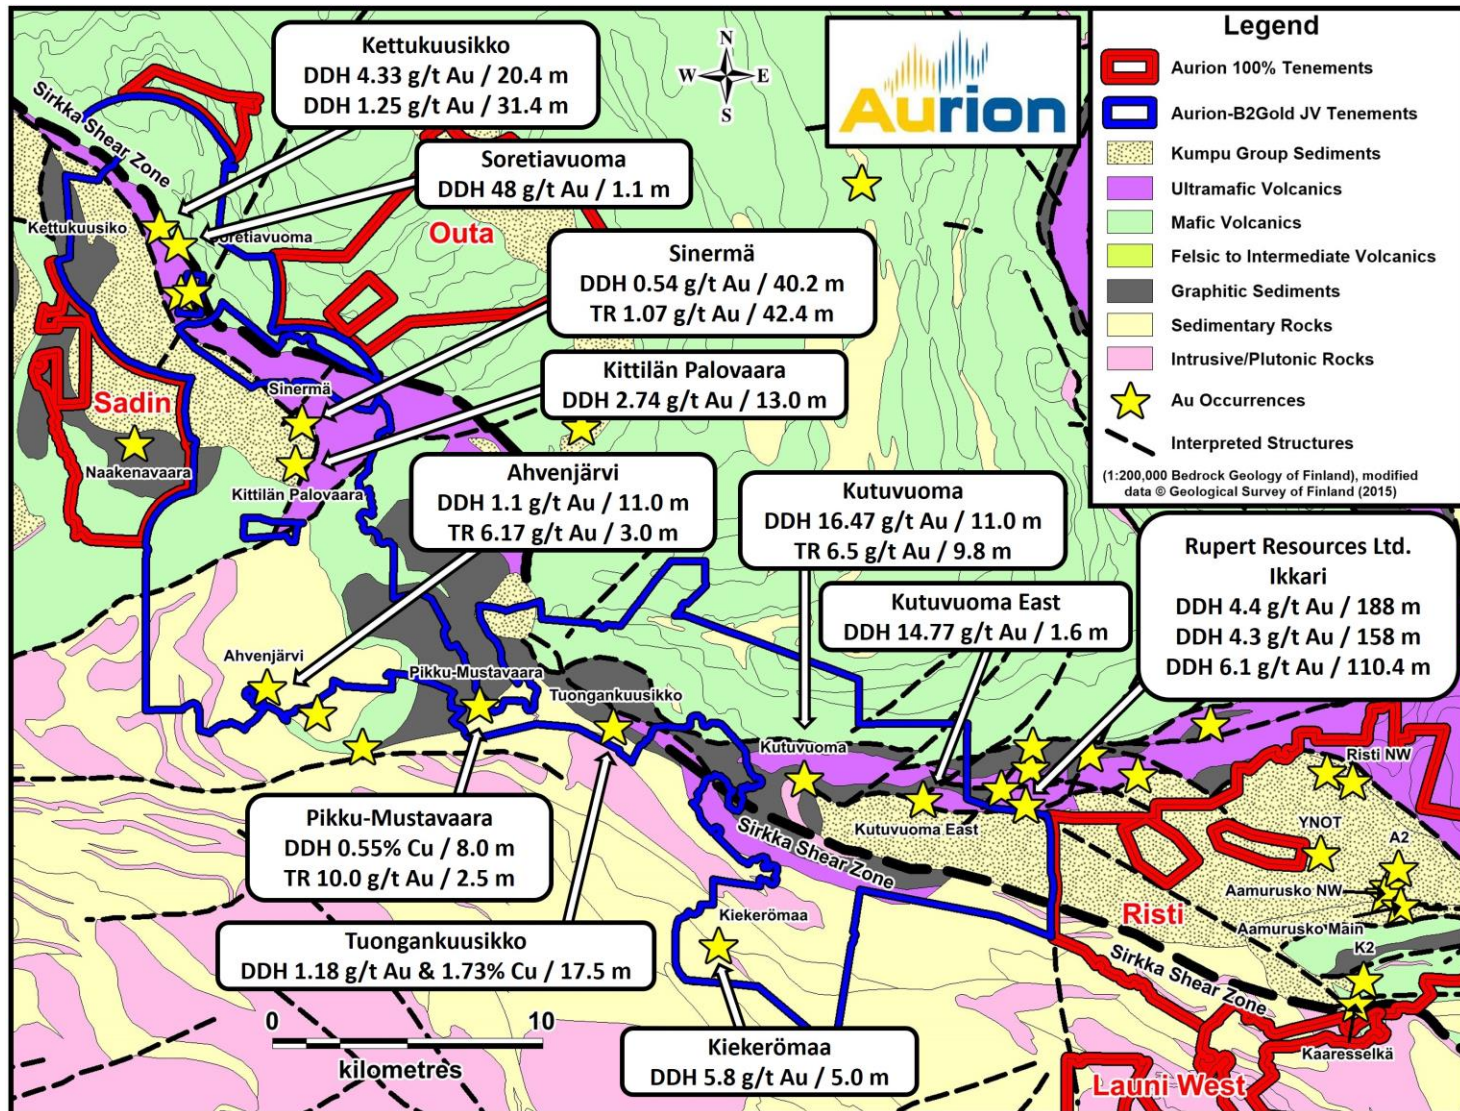 Kettukuusikko
DDH 4.33 g/t Au / 20.4 m
DDH 1.25 g/t Au / 31.4 m
N
W E
S
Aurion
Legend
Aurion 100% Tenements
Aurion-B2Gold JV Tenements
Kumpu Group Sediments
Ultramafic Volcanics
Mafic Volcanics
Felsic to Intermediate Volcanics
Graphitic Sediments
Sedimentary Rocks
Intrusive/Plutonic Rocks
Au Occurrences
Interpreted Structures
(1:200,000 Bedrock Geology of Finland), modified
data © Geological Survey of Finland (2015)
Sirkka Shear Zone
Soretiavuoma
DDH 48 g/t Au / 1.1 m
Kettukuusiko
oretiavuoma
Outa
Sinermä
DDH 0.54 g/t Au / 40.2 m
TR 1.07 g/t Au / 42.4 m
Kittilän Palovaara
DDH 2.74 g/t Au / 13.0 m
Sinermä
Sadin
Naakenavaara
Kittilän Palovaara
Ahvenjärvi
DDH 1.1 g/t Au / 11.0 m
TR 6.17 g/t Au / 3.0 m
Kutuvuoma
DDH 16.47 g/t Au / 11.0 m
TR 6.5 g/t Au / 9.8 m
Rupert Resources Ltd.
Ikkari
DDH 4.4 g/t Au / 188 m
DDH 4.3 g/t Au / 158 m
DDH 6.1 g/t Au / 110.4 m
Kutuvuoma East
DDH 14.77 g/t Au / 1.6 m
Ahvenjärvi
Pikku-Mustavaara
Tuongankuusikko
Kutuvuoma
Risti NW
Kutuvuoma East
YNOT
A2
Sirkka Shear Zone
Aamurusko NW
Aamurusko Main
Risti
K2
Pikku-Mustavaara
DDH 0.55% Cu / 8.0 m
TR 10.0 g/t Au / 2.5 m
Kiekerömaa
Tuongankuusikko
DDH 1.18 g/t Au & 1.73% Cu / 17.5 m
Sirkka Shear Zone
0 10
kilometres
Kiekerömaa
DDH 5.8 g/t Au / 5.0 m
Kaaresselkä
Launi West